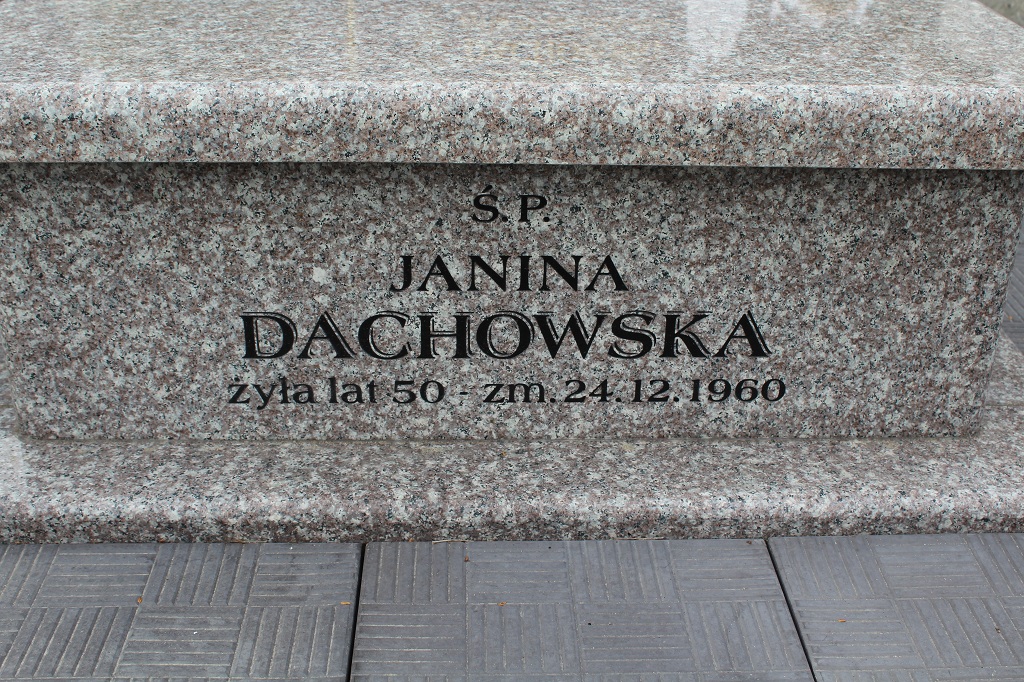 Ś.P.
JANINA
DACHOWSKA
żyła lat 50 - zm. 24.12.1960